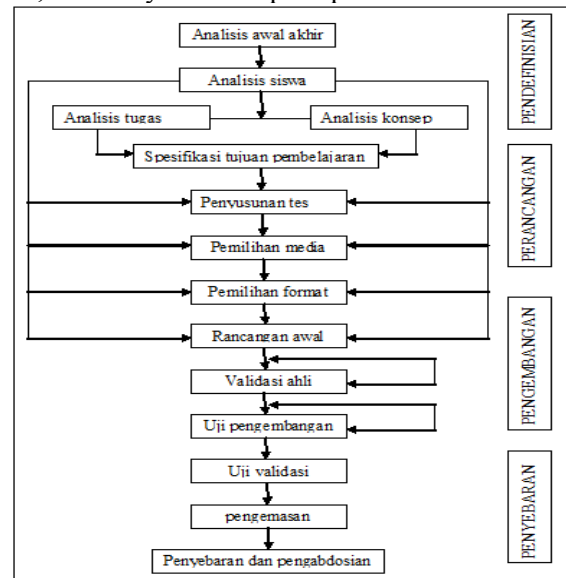 Analisis awal akhir
Analisis siswa
Analisis tugas
Analisis konsep
Spesifikasi tujuan pembelajaran
Penyusunan tes
Pemilihan media
Pemilihan format
Rancangan awal
Validasi ahli
Uji pengembangan
Uji validasi
pengemasan
Penyebaran dan pengabdosian
PENDEFINISIAN
PERANCANGAN
PENGEMBANGAN
PENYEBARAN